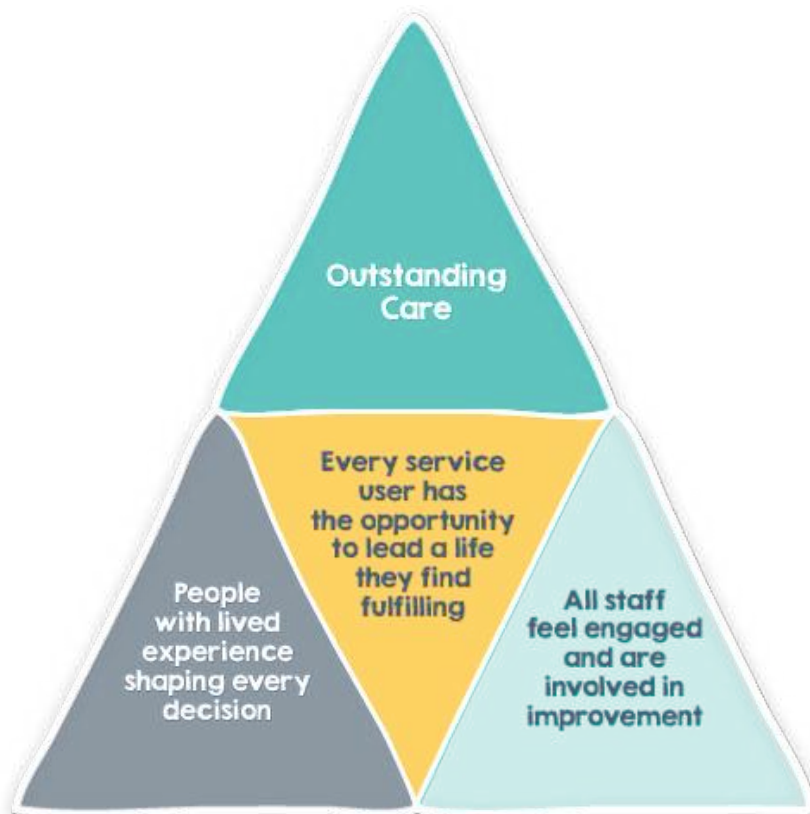 Outstanding
Care
Every service
user has
the opportunity
to lead a life
they find
fulfilling
People
with lived
experience
shaping every
decision
All staff
feel engaged
and are
involved in
improvement